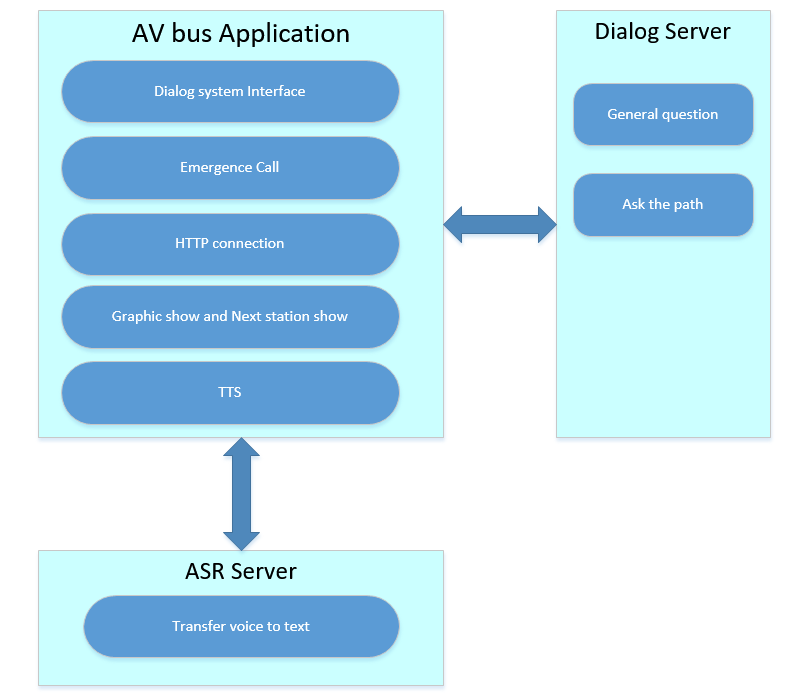 AV bus Application
Dialog system Interface
Emergence Call
HTTP connection
Graphic show and Next station show
TTS
Dialog Server
General question
Ask the path
ASR Server
Transfer voice to text